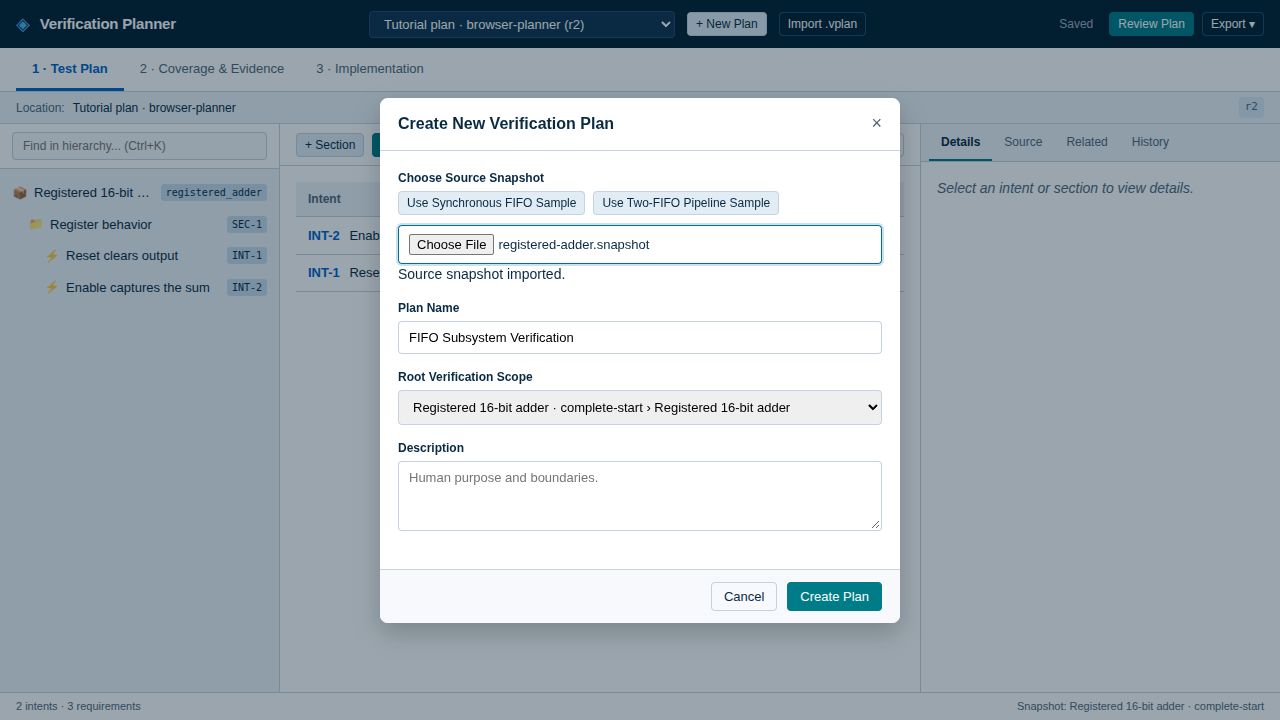 Verification Planner
Tutorial plan · browser-planner (r2)
+ New Plan
Import .vplan
Saved
Review Plan
Export ▾
1 · Test Plan
2 · Coverage & Evidence
3 · Implementation
Location: Tutorial plan · browser-planner
r2
Find in hierarchy... (Ctrl+K)
+ Section
Details
Source
Related
History
Registered 16-bit … registered_adder
Register behavior SEC-1
Reset clears output INT-1
Enable captures the sum INT-2
Intent
INT-2 Enab
INT-1 Rese
Select an intent or section to view details.
Create New Verification Plan
×
Choose Source Snapshot
Use Synchronous FIFO Sample
Use Two-FIFO Pipeline Sample
Choose File registered-adder.snapshot
Source snapshot imported.
Plan Name
FIFO Subsystem Verification
Root Verification Scope
Registered 16-bit adder · complete-start › Registered 16-bit adder
Description
Human purpose and boundaries.
Cancel
Create Plan
2 intents · 3 requirements
Snapshot: Registered 16-bit adder · complete-start